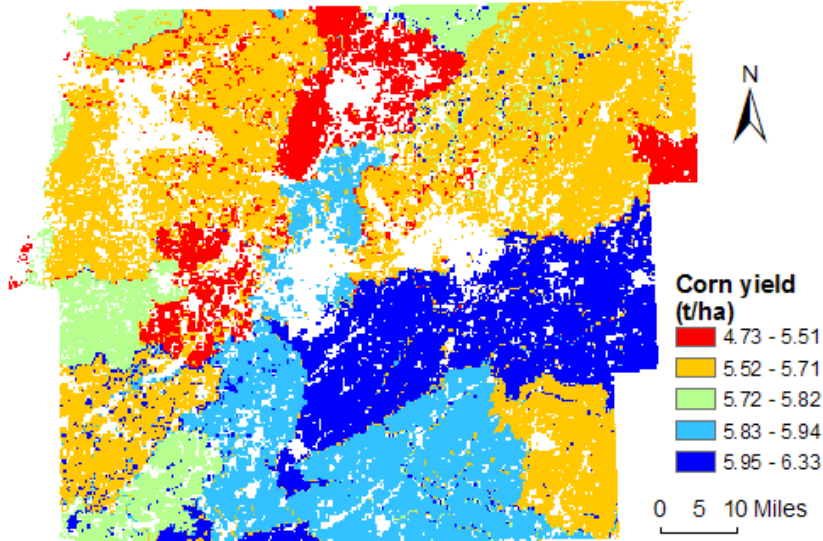 N
Corn yield
(t/ha)
4.73 - 5.51
5.52 - 5.71
5.72 - 5.82
5.83 - 5.94
5.95 - 6.33
0 5 10 Miles